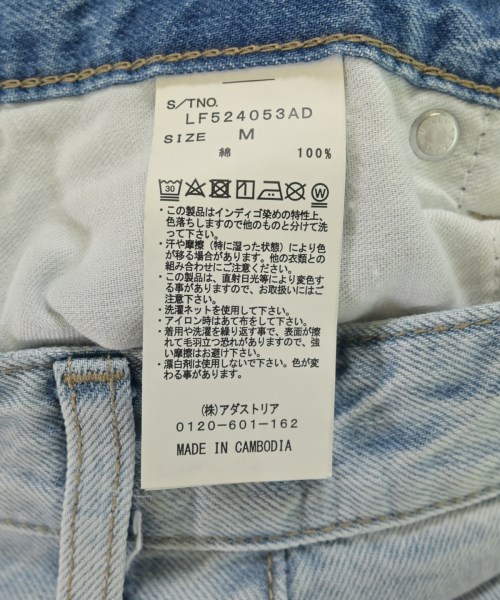 S/TNO.
LF524053AD
SIZE M
綿 100%
30 W
・この製品はインディゴ染めの特性上、
色落ちしますので他のものと分けて洗
って下さい。
・汗や摩擦（特に湿った状態）により色
が移る場合があります。他の衣類との
組み合わせにご注意ください。
・この製品は、直射日光等により変色す
る事がありますので、お取扱いにはご
注意ください。
・洗濯ネットを使用して下さい。
・アイロン時はあて布をして下さい。
・着用や洗濯を繰り返す事で、表面が擦
れて毛羽立つ恐れがありますので、強
い摩擦はお避け下さい。
・漂白剤は使用しないで下さい。色が変
わる事があります。
(株)アダストリア
0120-601-162
MADE IN CAMBODIA